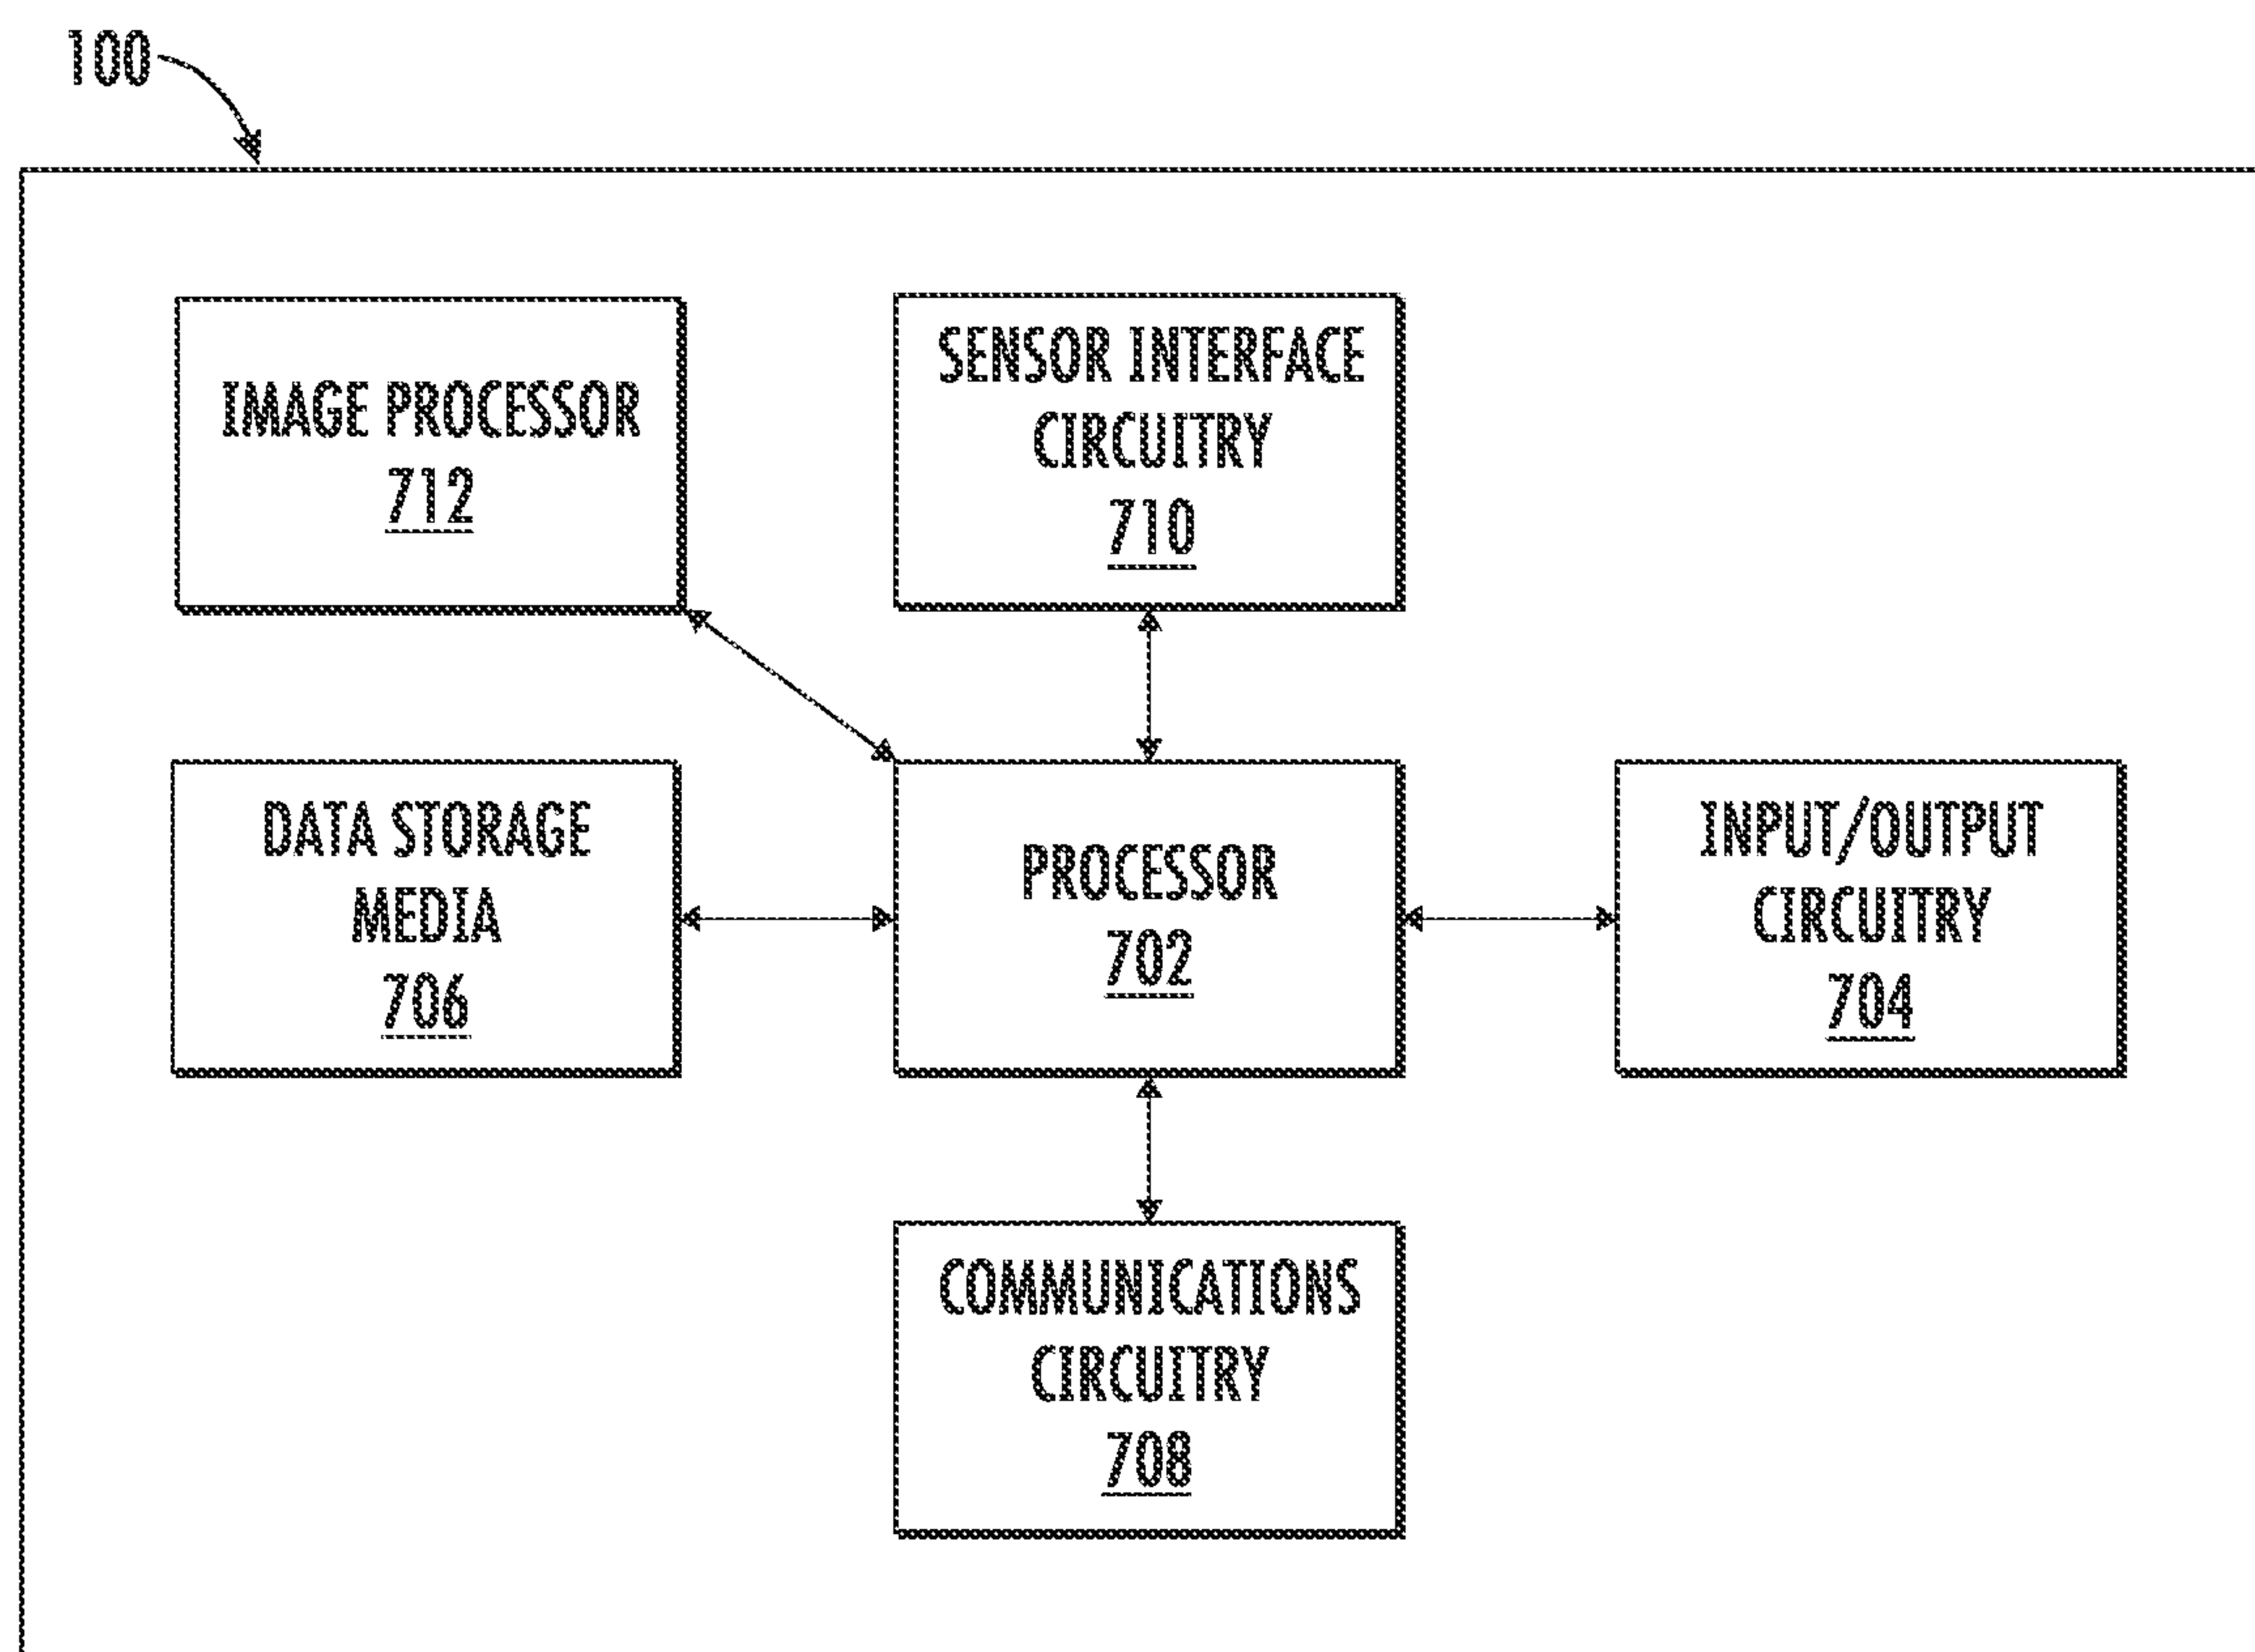 100
IMAGE PROCESSOR
712
SENSOR INTERFACE
CIRCUITRY
710
DATA STORAGE
MEDIA
706
PROCESSOR
702
INPUT/OUTPUT
CIRCUITRY
704
COMMUNICATIONS
CIRCUITRY
708